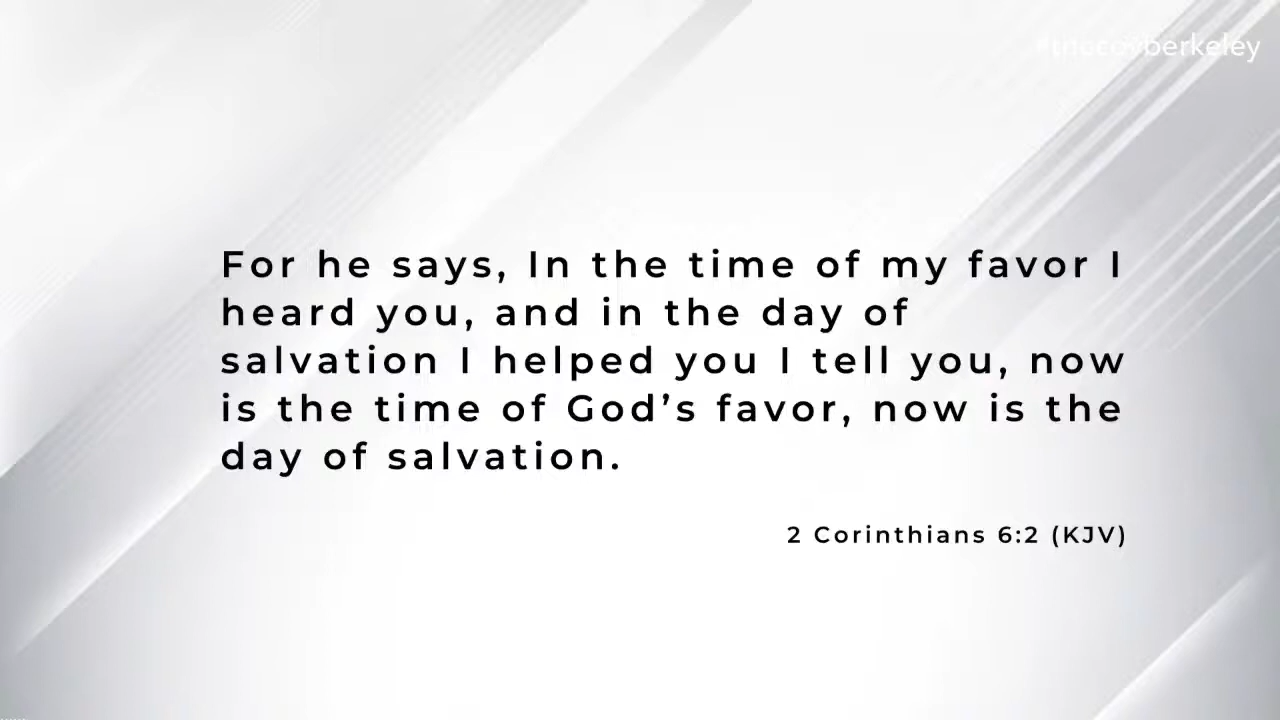 For he says, In the time of my favor I
heard you, and in the day of
salvation I helped you I tell you, now
is the time of God’s favor, now is the
day of salvation.
2 Corinthians 6:2 (KJV)